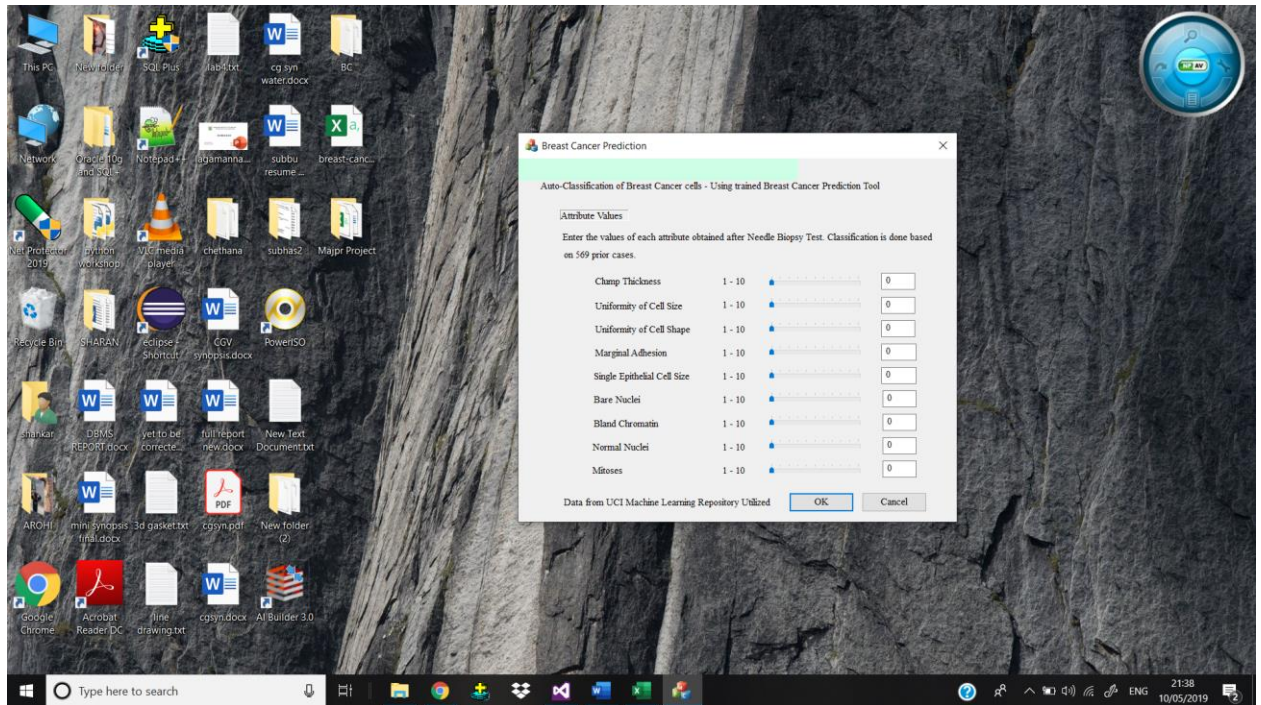 This PC
New folder
SQL Plus
lab4.txt
cg syn
water.docx
BC
Network
Oracle 10g
and SQL+
Notepad++
lagamanna...
subbu
resume ...
breast-canc...
Net Protector
2019
python
workshop
VLC media
player
chethana
subhas2
Majpr Project
Recycle Bin
SHARAN
eclipse -
Shortcut
CGV
synopsis.docx
PowerISO
shankar
DBMS
REPORT.docx
yet to be
correcte...
full report
new.docx
New Text
Document.txt
AROHI
mini synopsis
final.docx
3d gasket.txt
PDF
cgsyn.pdf
New folder
(2)
Google
Chrome
Acrobat
Reader DC
line
drawing.txt
cgsyn.docx
AI Builder 3.0
NP AV
Breast Cancer Prediction
Auto-Classification of Breast Cancer cells - Using trained Breast Cancer Prediction Tool
Attribute Values
Enter the values of each attribute obtained after Needle Biopsy Test. Classification is done based
on 569 prior cases.
Clump Thickness 1 - 10 0
Uniformity of Cell Size 1 - 10 0
Uniformity of Cell Shape 1 - 10 0
Marginal Adhesion 1 - 10 0
Single Epithelial Cell Size 1 - 10 0
Bare Nuclei 1 - 10 0
Bland Chromatin 1 - 10 0
Normal Nuclei 1 - 10 0
Mitoses 1 - 10 0
Data from UCI Machine Learning Repository Utilized OK Cancel
Type here to search
ENG
21:38
10/05/2019
2